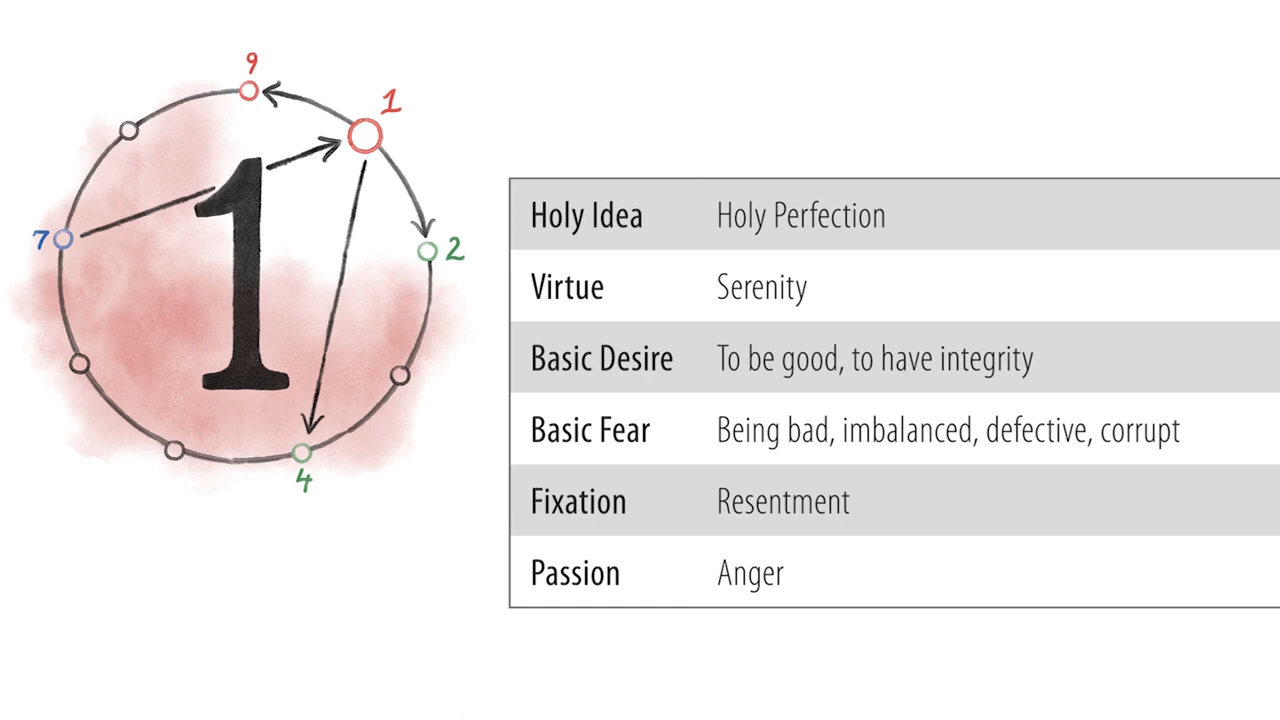 9
1
7
2
4
1
Holy Idea Holy Perfection
Virtue Serenity
Basic Desire To be good, to have integrity
Basic Fear Being bad, imbalanced, defective, corrupt
Fixation Resentment
Passion Anger